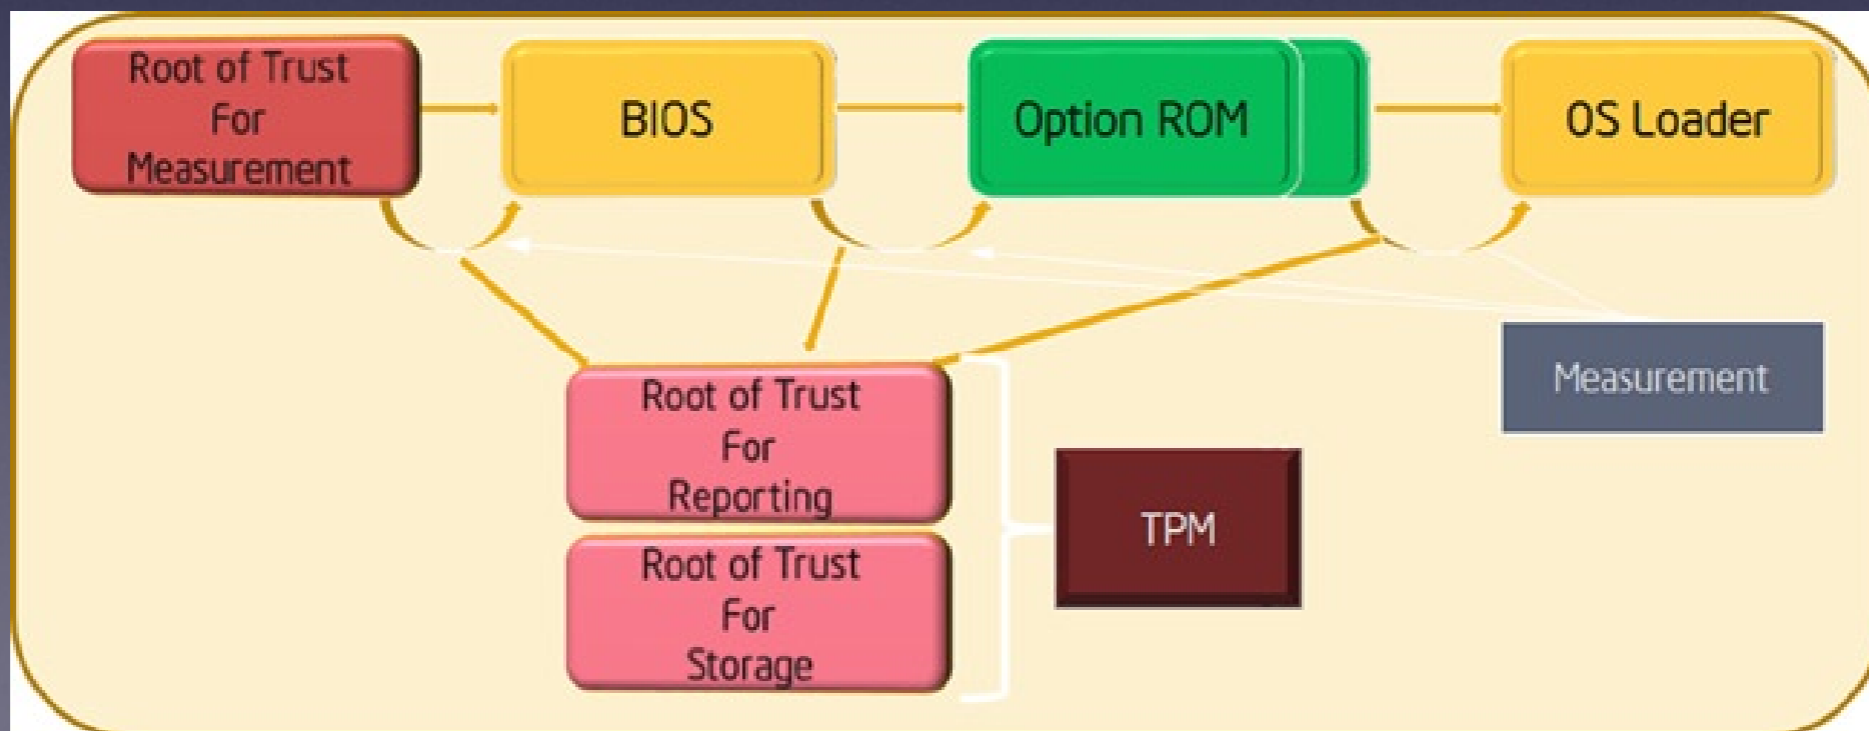 Root of Trust
For
Measurement
BIOS
Option ROM
OS Loader
Measurement
Root of Trust
For
Reporting
TPM
Root of Trust
For
Storage